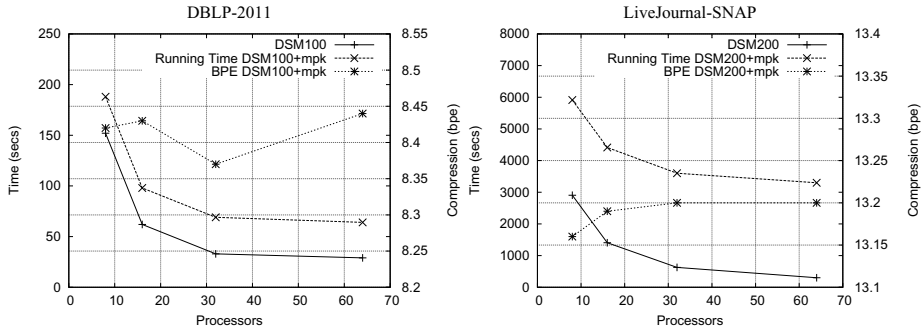 DBLP-2011
250
200
150
100
50
0
0 10 20 30 40 50 60 70
8.55
8.5
8.45
8.4
8.35
8.3
8.25
8.2
Time (secs)
Compression (bpe)
Processors
DSM100
Running Time DSM100+mpk
BPE DSM100+mpk
LiveJournal-SNAP
8000
7000
6000
5000
4000
3000
2000
1000
0
0 10 20 30 40 50 60 70
13.4
13.35
13.3
13.25
13.2
13.15
13.1
Time (secs)
Compression (bpe)
Processors
DSM200
Running Time DSM200+mpk
BPE DSM200+mpk